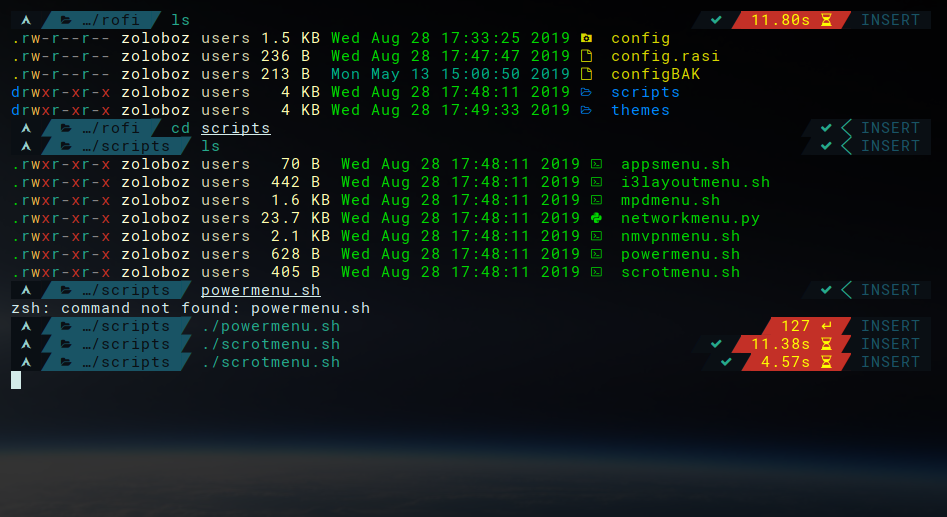 …/rofi ls ✔ 11.80s INSERT
.rw-r--r-- zoloboz users 1.5 KB Wed Aug 28 17:33:25 2019 config
.rw-r--r-- zoloboz users 236 B Wed Aug 28 17:47:47 2019 config.rasi
.rw-r--r-- zoloboz users 213 B Mon May 13 15:00:50 2019 configBAK
drwxr-xr-x zoloboz users 4 KB Wed Aug 28 17:48:11 2019 scripts
drwxr-xr-x zoloboz users 4 KB Wed Aug 28 17:49:33 2019 themes
…/rofi cd scripts ✔ INSERT
…/scripts ls ✔ INSERT
.rwxr-xr-x zoloboz users 70 B Wed Aug 28 17:48:11 2019 appsmenu.sh
.rwxr-xr-x zoloboz users 442 B Wed Aug 28 17:48:11 2019 i3layoutmenu.sh
.rwxr-xr-x zoloboz users 1.6 KB Wed Aug 28 17:48:11 2019 mpdmenu.sh
.rwxr-xr-x zoloboz users 23.7 KB Wed Aug 28 17:48:11 2019 networkmenu.py
.rwxr-xr-x zoloboz users 2.1 KB Wed Aug 28 17:48:11 2019 nmvpnmenu.sh
.rwxr-xr-x zoloboz users 628 B Wed Aug 28 17:48:11 2019 powermenu.sh
.rwxr-xr-x zoloboz users 405 B Wed Aug 28 17:48:11 2019 scrotmenu.sh
…/scripts powermenu.sh ✔ INSERT
zsh: command not found: powermenu.sh
…/scripts ./powermenu.sh 127 ↵ INSERT
…/scripts ./scrotmenu.sh ✔ 11.38s INSERT
…/scripts ./scrotmenu.sh ✔ 4.57s INSERT